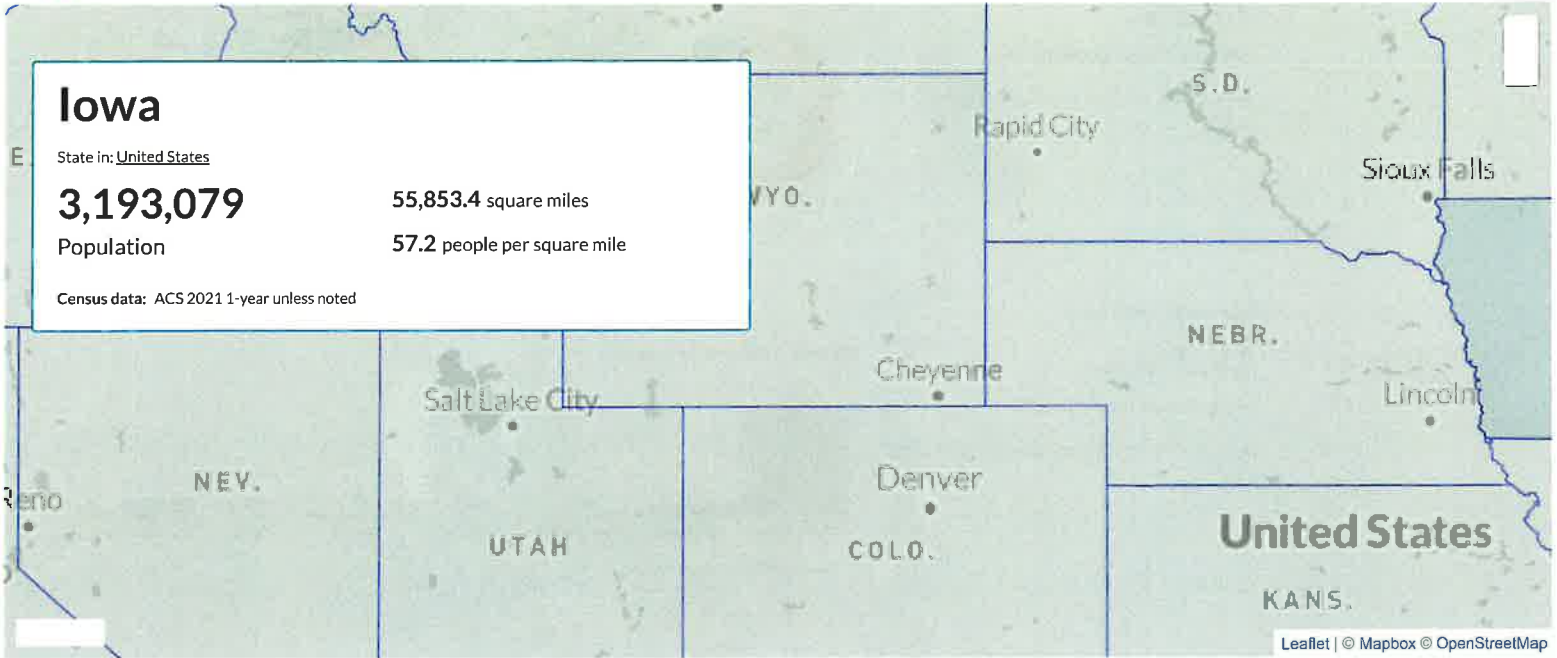 Iowa
State in: United States
3,193,079
Population
55,853.4 square miles
57.2 people per square mile
Census data: ACS 2021 1-year unless noted
E
WYO.
S.D.
Rapid City
Sioux Falls
NEBR.
Cheyenne
Lincoln
Salt Lake City
NEV.
Reno
UTAH
Denver
COLO.
United States
KANS.
Leaflet | © Mapbox © OpenStreetMap